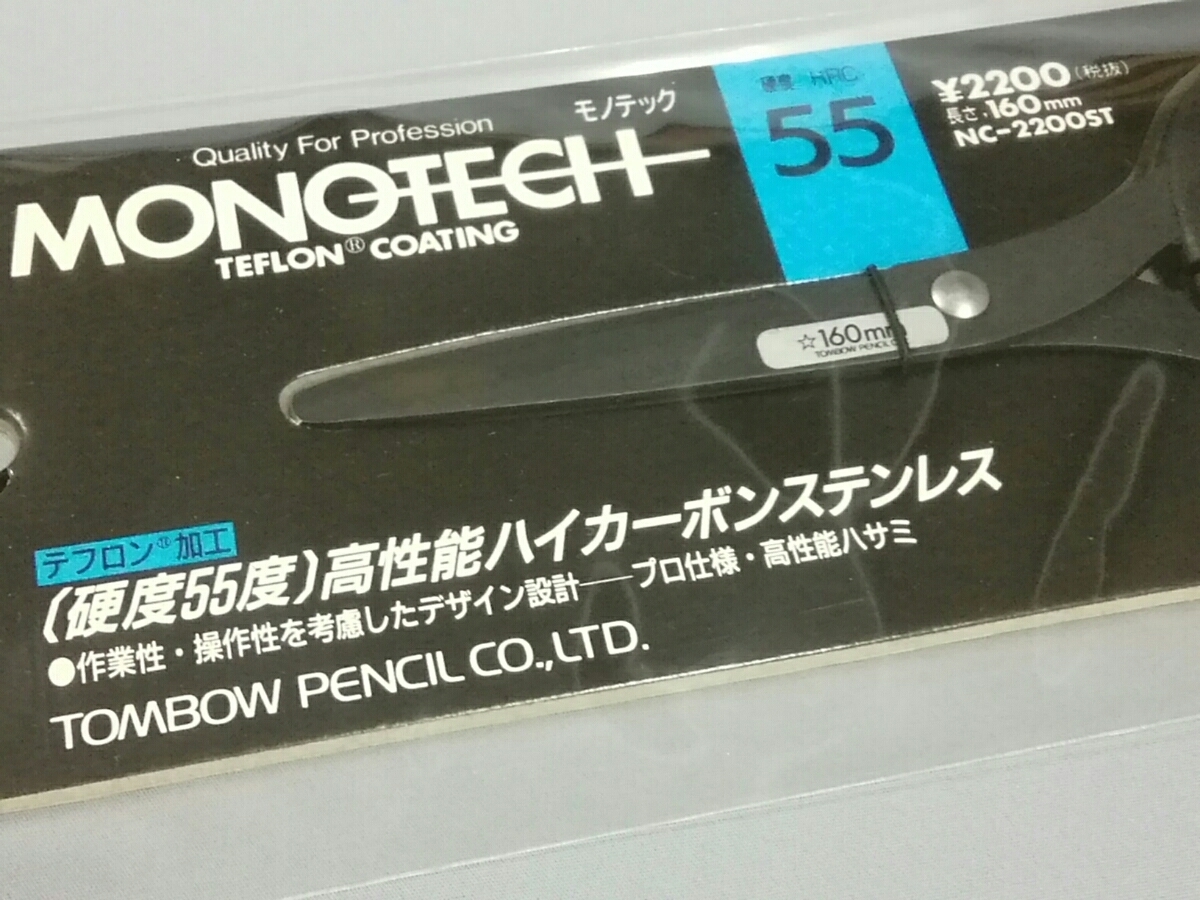 Quality For Profession
モノテック
MONOTECH
TEFLON® COATING
硬度 HRC
55
¥2200(税抜)
長さ・160mm
NC-2200ST
☆160mm
TOMBOW PENCIL
テフロン®加工
(硬度55度)高性能ハイカーボンステンレス
●作業性・操作性を考慮したデザイン設計——プロ仕様・高性能ハサミ
TOMBOW PENCIL CO.,LTD.